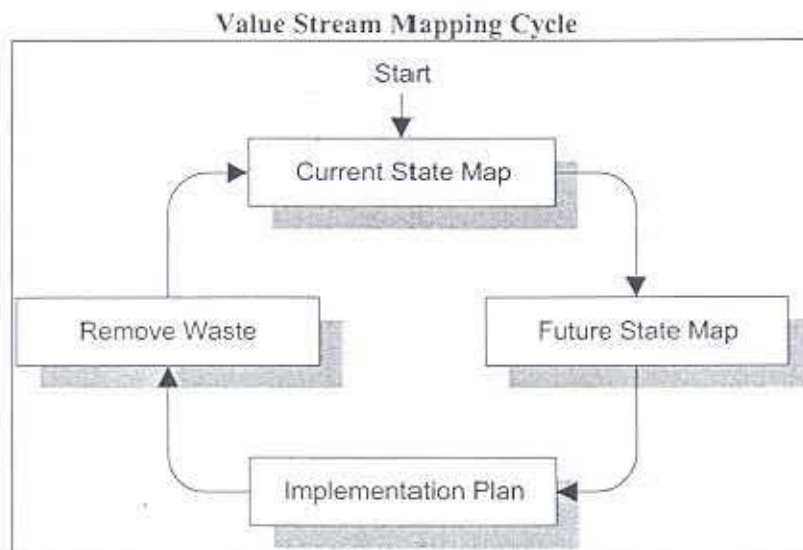 Value Stream Mapping Cycle
Start
Current State Map
Remove Waste
Future State Map
Implementation Plan